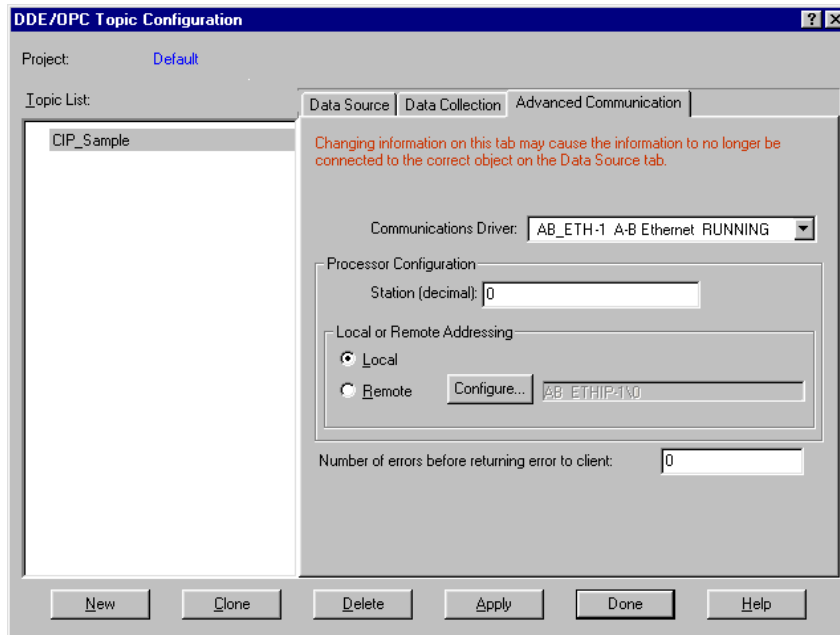 DDE/OPC Topic Configuration
Project: Default
Topic List:
CIP_Sample
Data Source Data Collection Advanced Communication
Changing information on this tab may cause the information to no longer be
connected to the correct object on the Data Source tab.
Communications Driver: AB_ETH-1 A-B Ethernet RUNNING
Processor Configuration
Station (decimal): 0
Local or Remote Addressing
Local
Remote Configure... AB_ETHIP-1\0
Number of errors before returning error to client: 0
New Clone Delete Apply Done Help